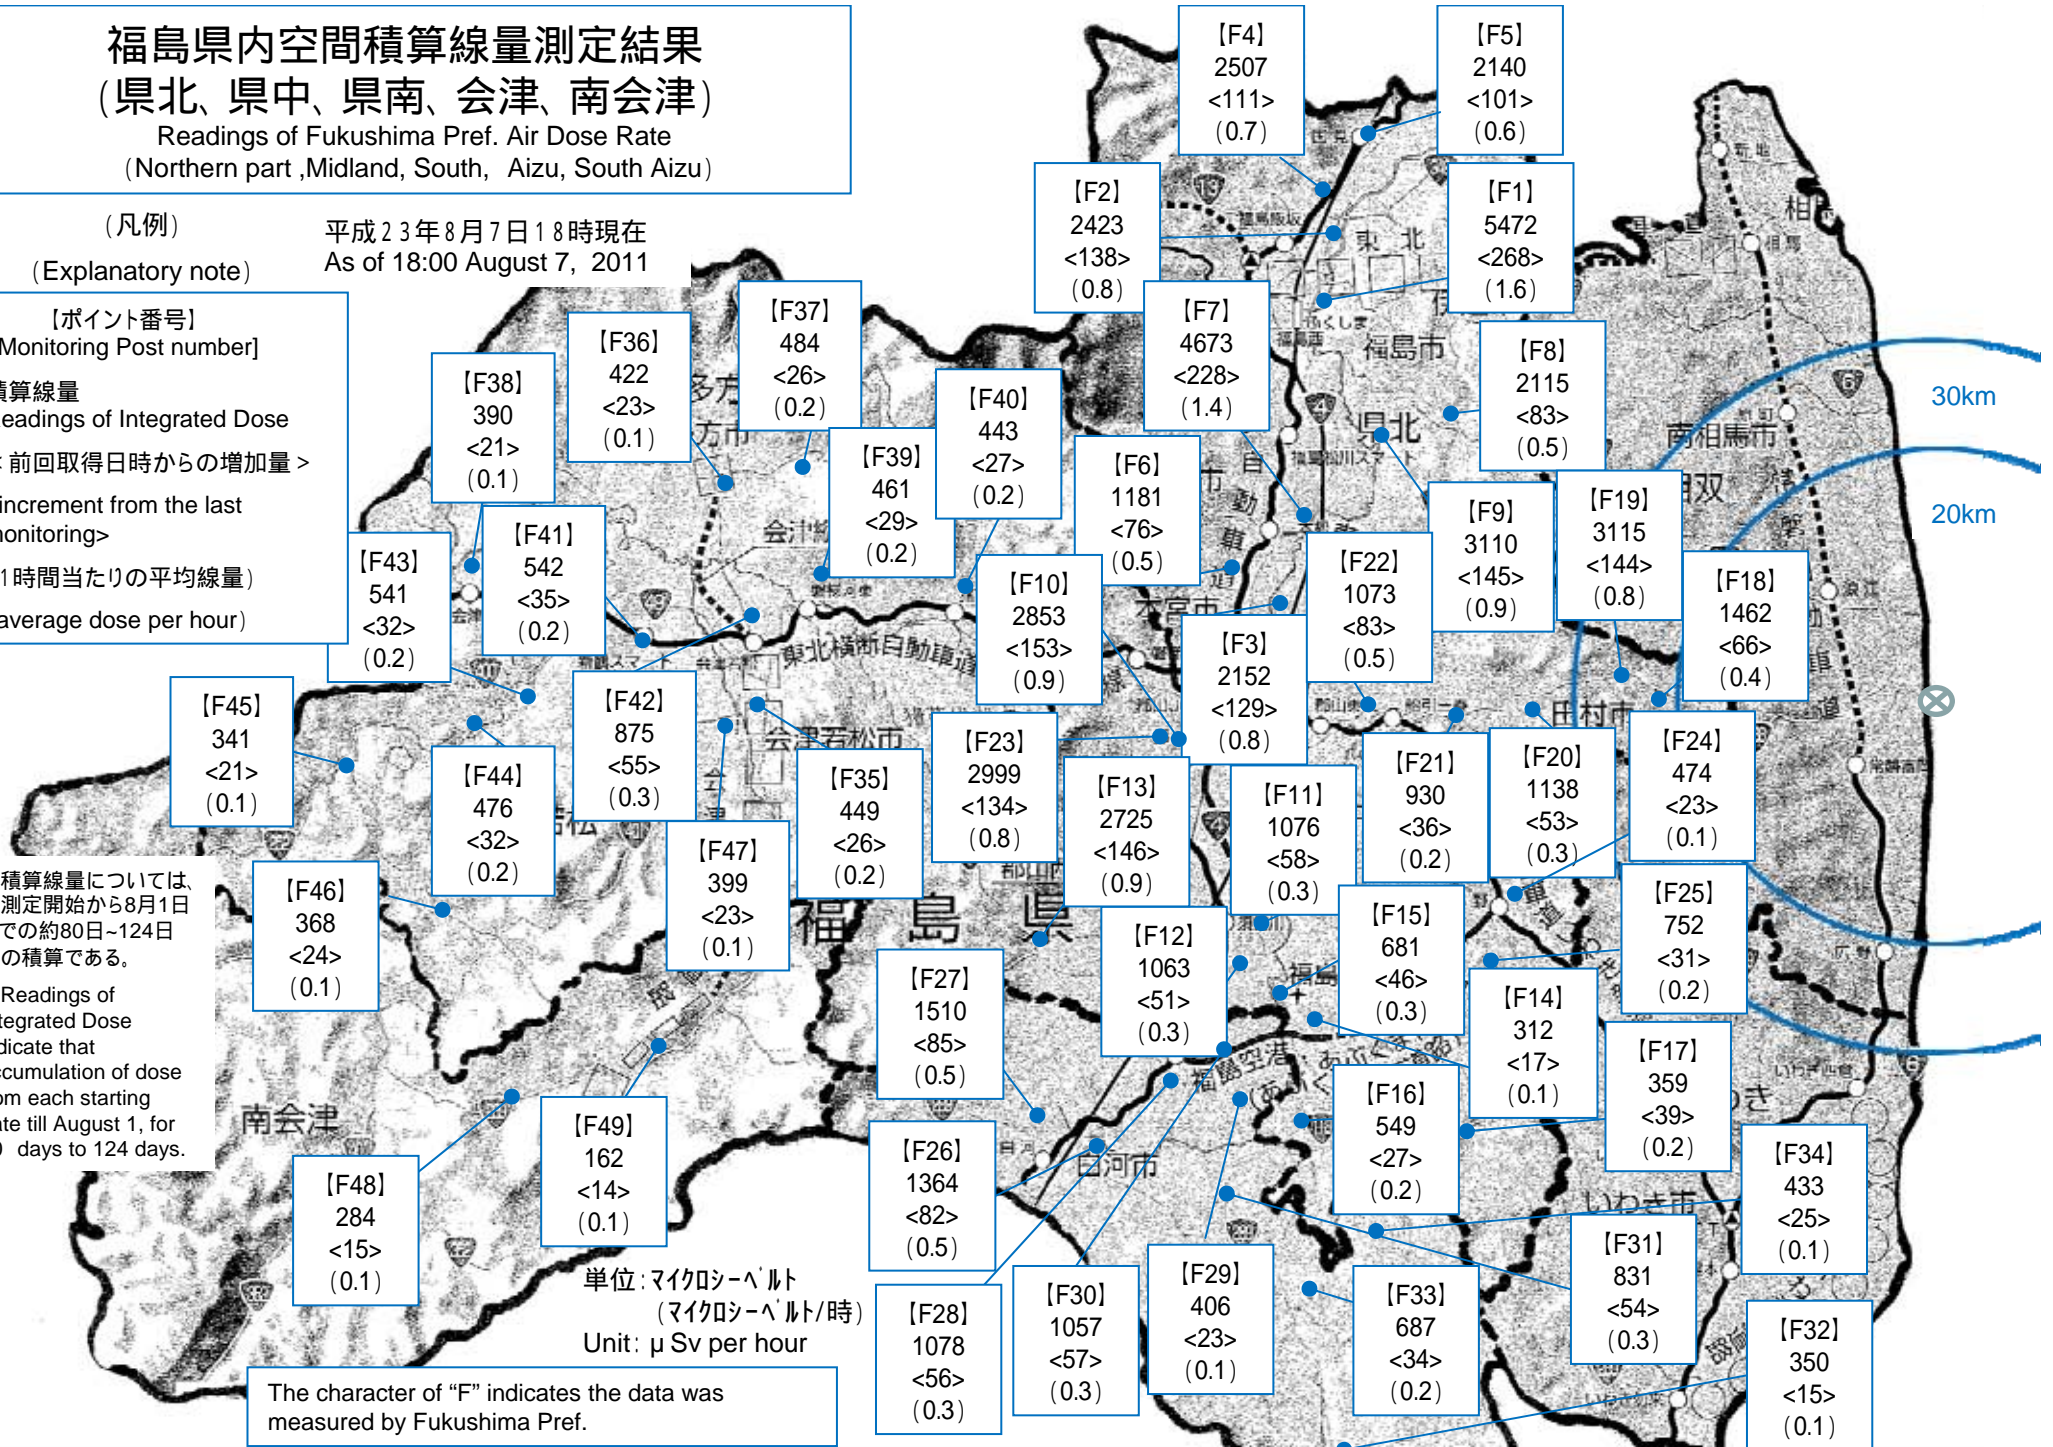 福島県内空間積算線量測定結果
(県北、県中、県南、会津、南会津)
Readings of Fukushima Pref. Air Dose Rate
(Northern part ,Midland, South, Aizu, South Aizu)
(凡例)
(Explanatory note)
平成23年8月7日18時現在
As of 18:00 August 7, 2011
【ポイント番号】
Monitoring Post number]
積算線量
eadings of Integrated Dose
前回取得日時からの増加量 >
increment from the last
monitoring>
1時間当たりの平均線量)
average dose per hour)
【F4】
2507
<111>
(0.7)
【F5】
2140
<101>
(0.6)
【F2】
2423
<138>
(0.8)
【F1】
5472
<268>
(1.6)
【F7】
4673
<228>
(1.4)
【F8】
2115
<83>
(0.5)
【F37】
484
<26>
(0.2)
【F36】
422
<23>
(0.1)
【F38】
390
<21>
(0.1)
【F40】
443
<27>
(0.2)
【F39】
461
<29>
(0.2)
【F6】
1181
<76>
(0.5)
【F9】
3110
<145>
(0.9)
【F19】
3115
<144>
(0.8)
【F43】
541
<32>
(0.2)
【F41】
542
<35>
(0.2)
【F10】
2853
<153>
(0.9)
【F22】
1073
<83>
(0.5)
【F18】
1462
<66>
(0.4)
【F3】
2152
<129>
(0.8)
【F45】
341
<21>
(0.1)
【F42】
875
<55>
(0.3)
【F44】
476
<32>
(0.2)
【F35】
449
<26>
(0.2)
【F23】
2999
<134>
(0.8)
【F13】
2725
<146>
(0.9)
【F11】
1076
<58>
(0.3)
【F21】
930
<36>
(0.2)
【F20】
1138
<53>
(0.3)
【F24】
474
<23>
(0.1)
【F47】
399
<23>
(0.1)
【F46】
368
<24>
(0.1)
【F12】
1063
<51>
(0.3)
【F15】
681
<46>
(0.3)
【F25】
752
<31>
(0.2)
【F27】
1510
<85>
(0.5)
【F14】
312
<17>
(0.1)
【F17】
359
<39>
(0.2)
【F16】
549
<27>
(0.2)
【F49】
162
<14>
(0.1)
【F48】
284
<15>
(0.1)
【F26】
1364
<82>
(0.5)
【F34】
433
<25>
(0.1)
【F31】
831
<54>
(0.3)
【F28】
1078
<56>
(0.3)
【F30】
1057
<57>
(0.3)
【F29】
406
<23>
(0.1)
【F33】
687
<34>
(0.2)
【F32】
350
<15>
(0.1)
30km
20km
福島市
県北
南相馬市
本宮市
田村市
会津若松市
東北横断自動車道
福島県
南会津
白河市
福島空港
いわき市
積算線量については、
測定開始から8月1日
での約80日~124日
の積算である。
Readings of
tegrated Dose
dicate that
ccumulation of dose
om each starting
ate till August 1, for
days to 124 days.
単位:マイクロシーベルト
(マイクロシーベルト/時)
Unit: μ Sv per hour
The character of “F” indicates the data was
measured by Fukushima Pref.